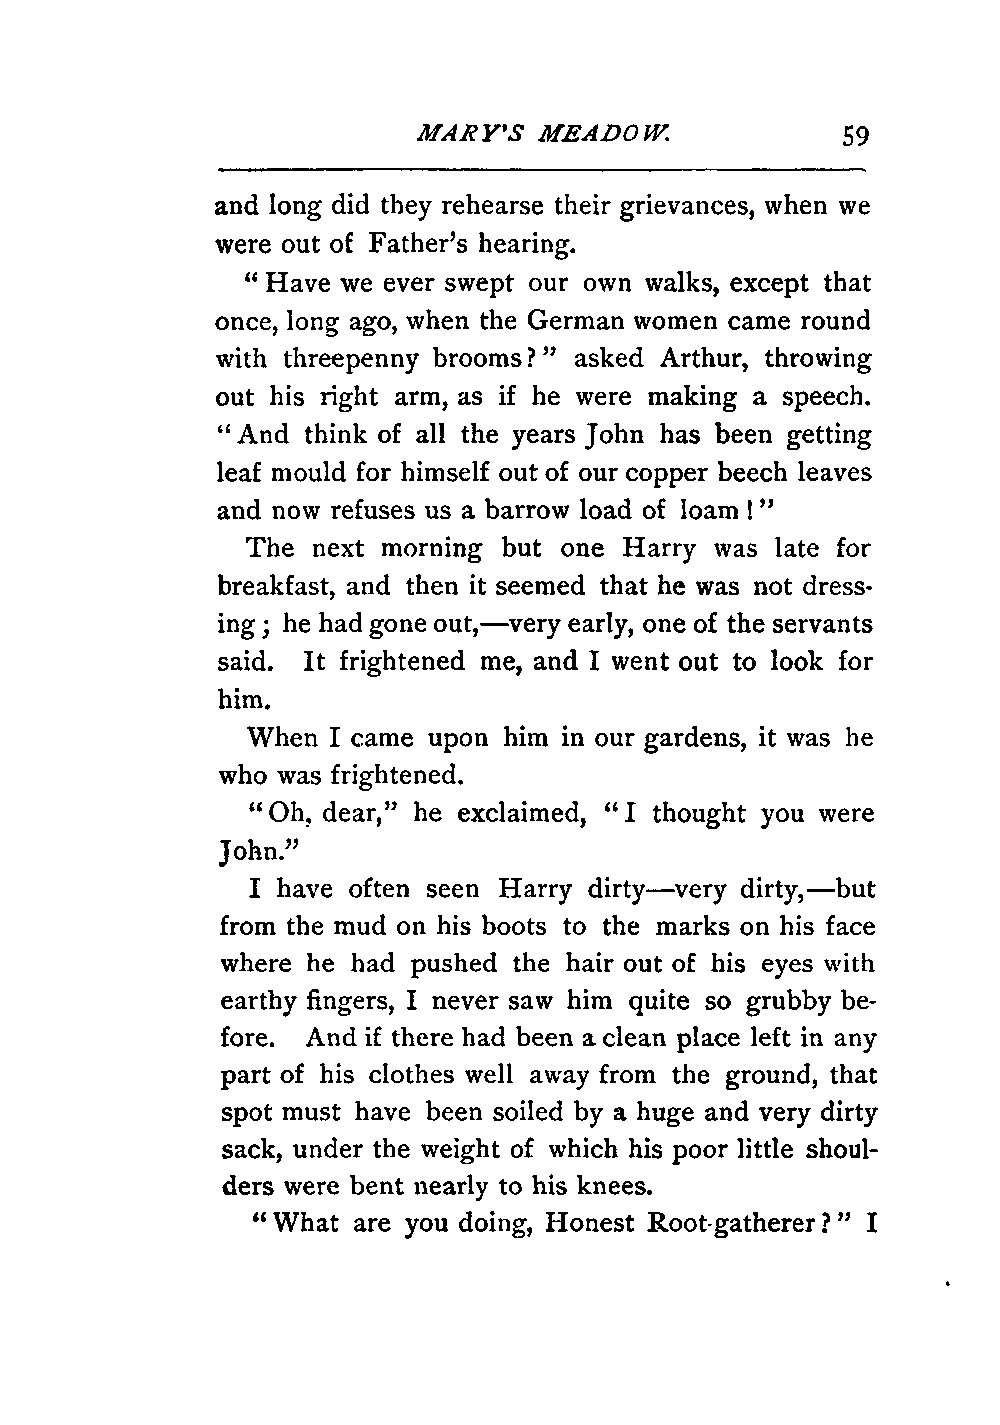 MARY'S MEADOW. 59
and long did they rehearse their grievances, when we
were out of Father's hearing.
"Have we ever swept our own walks, except that
once, long ago, when the German women came round
with threepenny brooms?" asked Arthur, throwing
out his right arm, as if he were making a speech.
"And think of all the years John has been getting
leaf mould for himself out of our copper beech leaves
and now refuses us a barrow load of loam!"
The next morning but one Harry was late for
breakfast, and then it seemed that he was not dress-
ing; he had gone out,—very early, one of the servants
said. It frightened me, and I went out to look for
him.
When I came upon him in our gardens, it was he
who was frightened.
"Oh, dear," he exclaimed, "I thought you were
John."
I have often seen Harry dirty—very dirty,—but
from the mud on his boots to the marks on his face
where he had pushed the hair out of his eyes with
earthy fingers, I never saw him quite so grubby be-
fore. And if there had been a clean place left in any
part of his clothes well away from the ground, that
spot must have been soiled by a huge and very dirty
sack, under the weight of which his poor little shoul-
ders were bent nearly to his knees.
"What are you doing, Honest Root-gatherer?" I